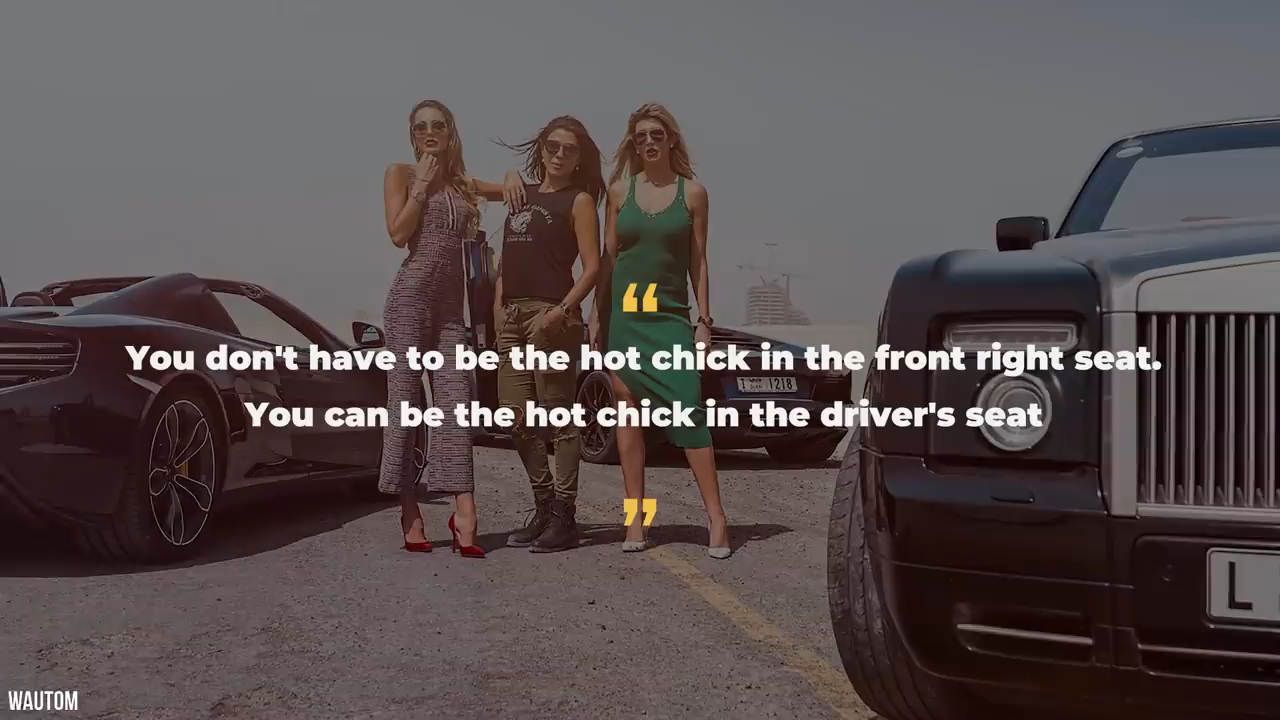 “
You don't have to be the hot chick in the front right seat.
You can be the hot chick in the driver's seat
”
1218
L
WAUTOM